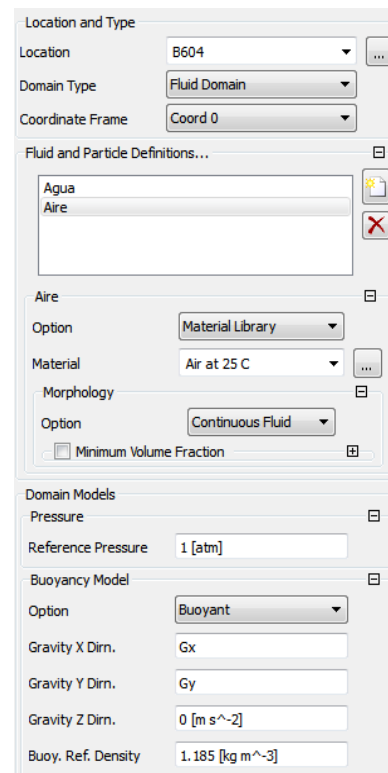 Location and Type
Location B604 ...
Domain Type Fluid Domain
Coordinate Frame Coord 0
Fluid and Particle Definitions...
Agua
Aire
Aire
Option Material Library
Material Air at 25 C ...
Morphology
Option Continuous Fluid
Minimum Volume Fraction
Domain Models
Pressure
Reference Pressure 1 [atm]
Buoyancy Model
Option Buoyant
Gravity X Dirn. Gx
Gravity Y Dirn. Gy
Gravity Z Dirn. 0 [m s^-2]
Buoy. Ref. Density 1.185 [kg m^-3]